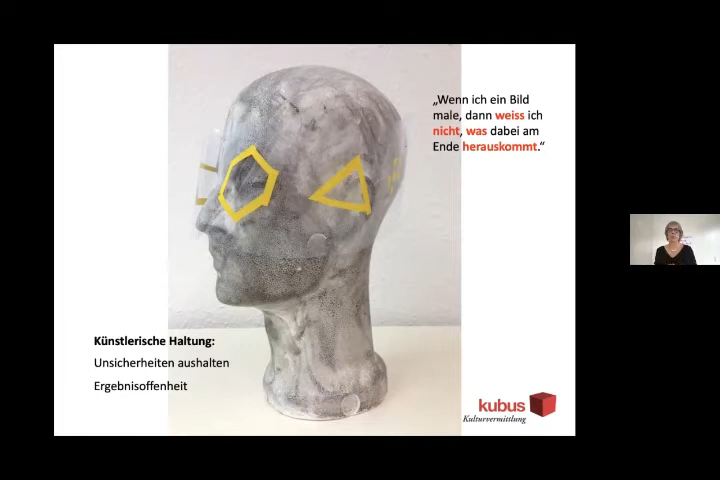 „Wenn ich ein Bild
male, dann weiss ich
nicht, was dabei am
Ende herauskommt.“
Künstlerische Haltung:
Unsicherheiten aushalten
Ergebnisoffenheit
kubus
Kulturvermittlung